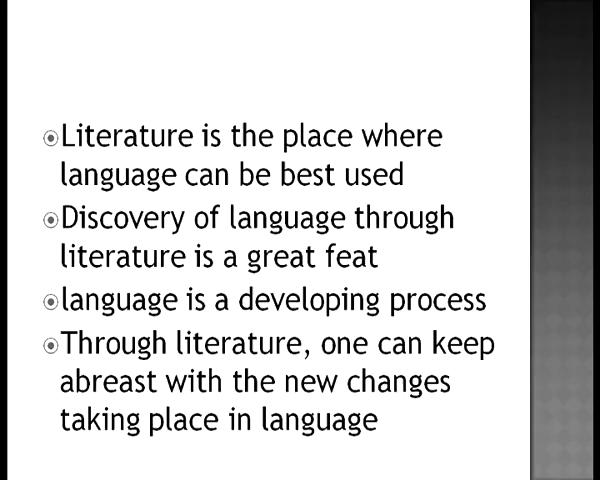 Literature is the place where
language can be best used
Discovery of language through
literature is a great feat
language is a developing process
Through literature, one can keep
abreast with the new changes
taking place in language